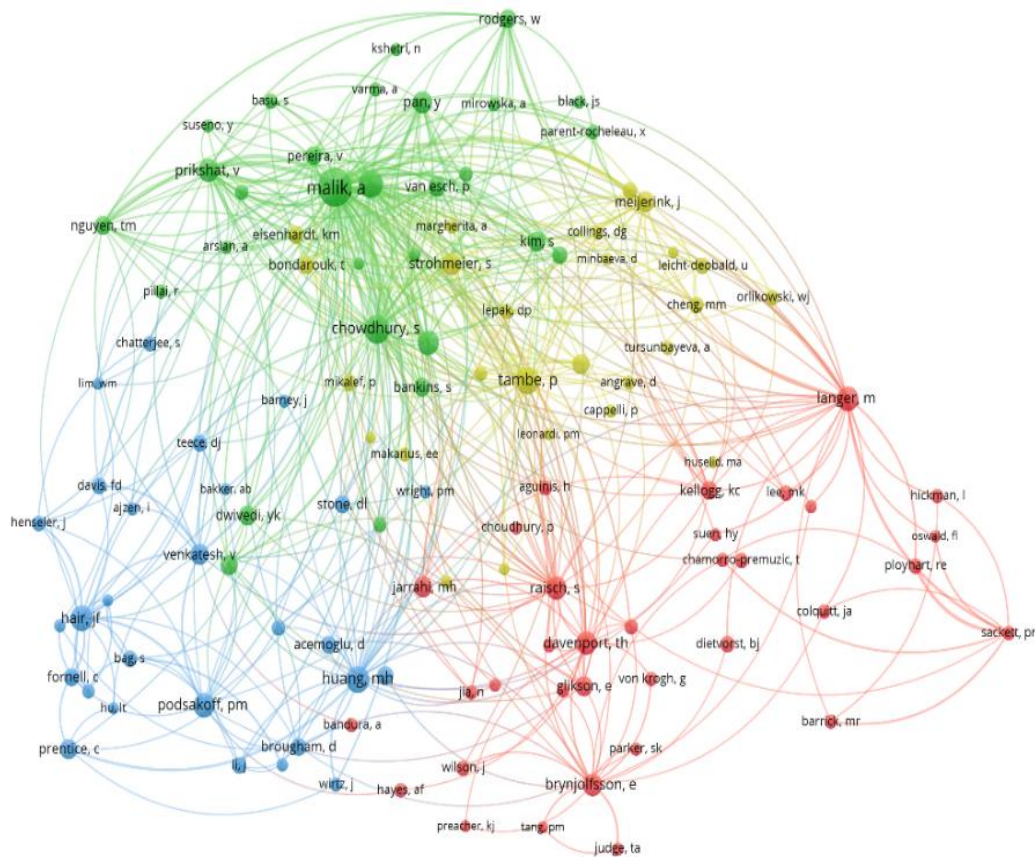 rodgers, w
kshetri, n
varma, a
basu, s
pan, y
mirowska, a
black, js
suseno, y
parent-rocheleau, x
pereira, v
prikshat, v
malik, a
van esch, p
meijerink, j
nguyen, tm
eisenhardt, km
margherita, a
collings, dg
arslan, a
kim, s
bondarouk, t
strohmeier, s
minbaeva, d
leicht-deobald, u
pillai, r
orlikowski, wj
cheng, mm
lepak, dp
chowdhury, s
chatterjee, s
tursunbayeva, a
lim, wm
mikalef, p
bankins, s
tambe, p
angrave, d
barney, j
cappelli, p
langer, m
teece, dj
makarius, ee
leonardi, pm
huselid, ma
davis, fd
bakker, ab
wright, pm
aguinis, h
kellogg, kc
lee, mk
hickman, l
ajzen, i
stone, dl
henseler, j
dwivedi, yk
choudhury, p
suen, hy
oswald, fl
venkatesh, v
chamorro-premuzic, t
ployhart, re
jarrahi, mh
raisch, s
hair, jf
colquitt, ja
sackett, pr
acemoglu, d
davenport, th
dietvorst, bj
bag, s
fornell, c
huang, mh
glikson, e
von krogh, g
jia, n
hu, lt
podsakoff, pm
bandura, a
barrick, mr
prentice, c
brougham, d
parker, sk
li, j
wilson, j
wirtz, j
hayes, af
brynjolfsson, e
preacher, kj
tang, pm
judge, ta